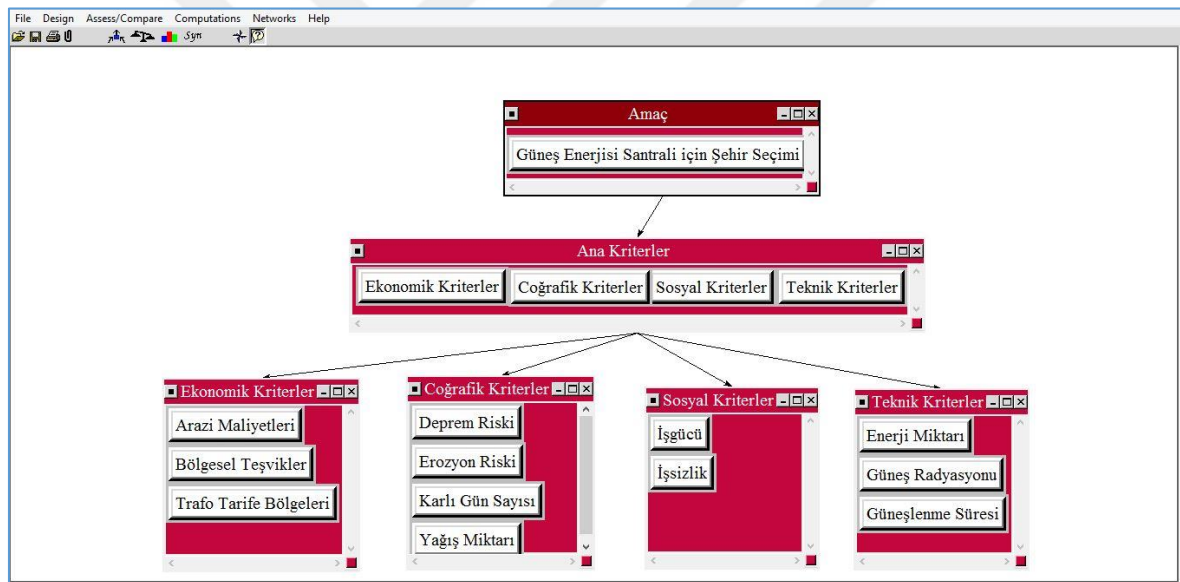 File Design Assess/Compare Computations Networks Help
Syn
Amaç
Güneş Enerjisi Santrali için Şehir Seçimi
Ana Kriterler
Ekonomik Kriterler Coğrafik Kriterler Sosyal Kriterler Teknik Kriterler
Ekonomik Kriterler
Arazi Maliyetleri
Bölgesel Teşvikler
Trafo Tarife Bölgeleri
Coğrafik Kriterler
Deprem Riski
Erozyon Riski
Karlı Gün Sayısı
Yağış Miktarı
Sosyal Kriterler
İşgücü
İşsizlik
Teknik Kriterler
Enerji Miktarı
Güneş Radyasyonu
Güneşlenme Süresi